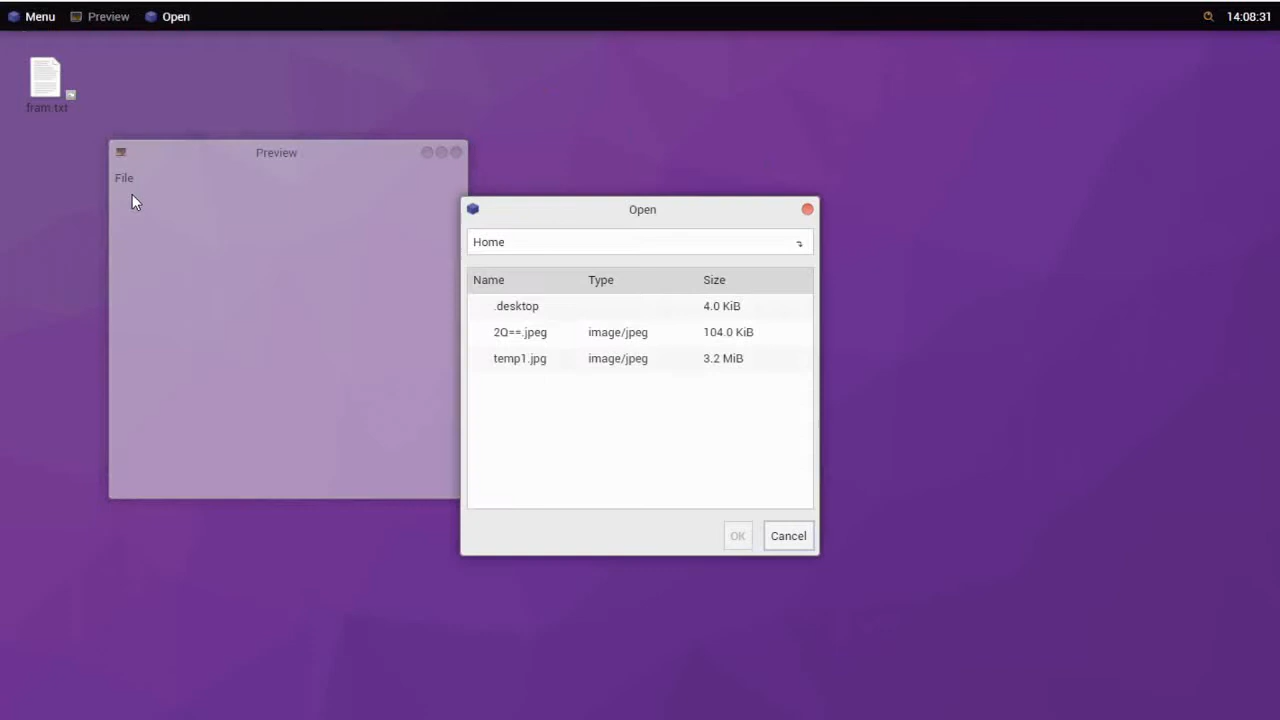 Menu Preview Open 14:08:31
fram.txt
Preview
File
Open
Home
Name Type Size
.desktop 4.0 KiB
2Q==.jpeg image/jpeg 104.0 KiB
temp1.jpg image/jpeg 3.2 MiB
OK Cancel